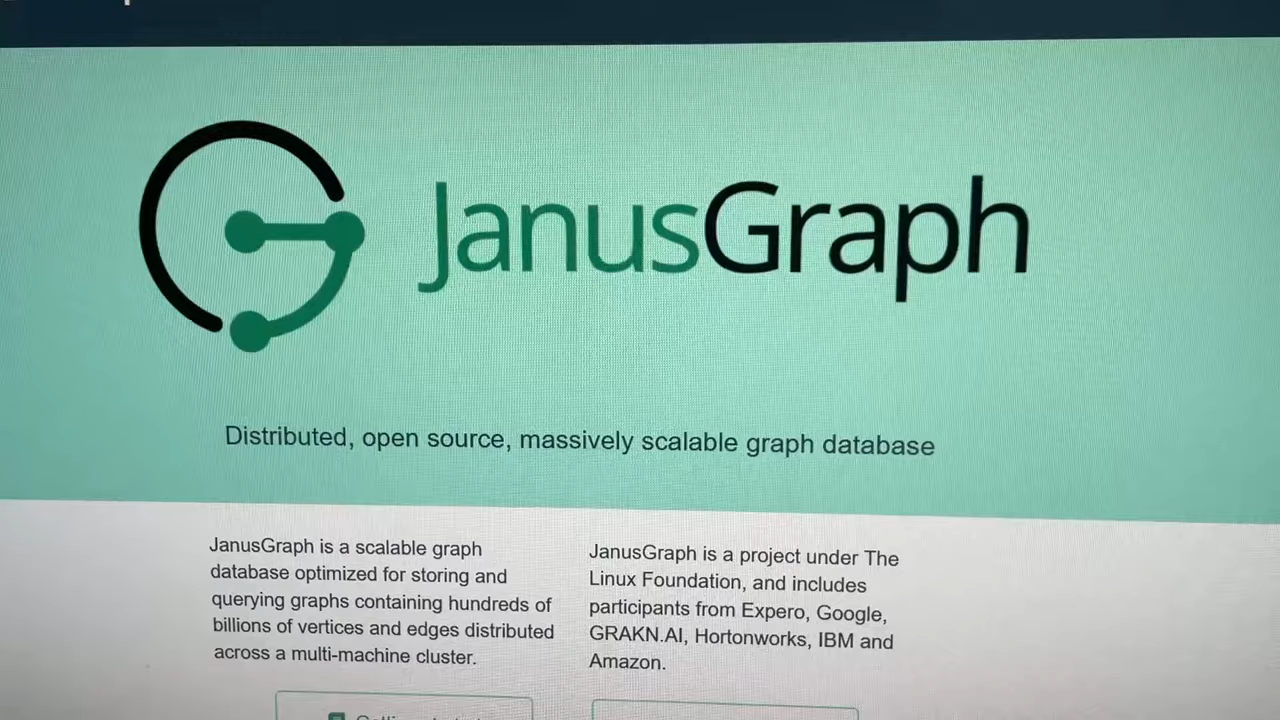 JanusGraph
Distributed, open source, massively scalable graph database
JanusGraph is a scalable graph
database optimized for storing and
querying graphs containing hundreds of
billions of vertices and edges distributed
across a multi-machine cluster.
JanusGraph is a project under The
Linux Foundation, and includes
participants from Expero, Google,
GRAKN.AI, Hortonworks, IBM and
Amazon.